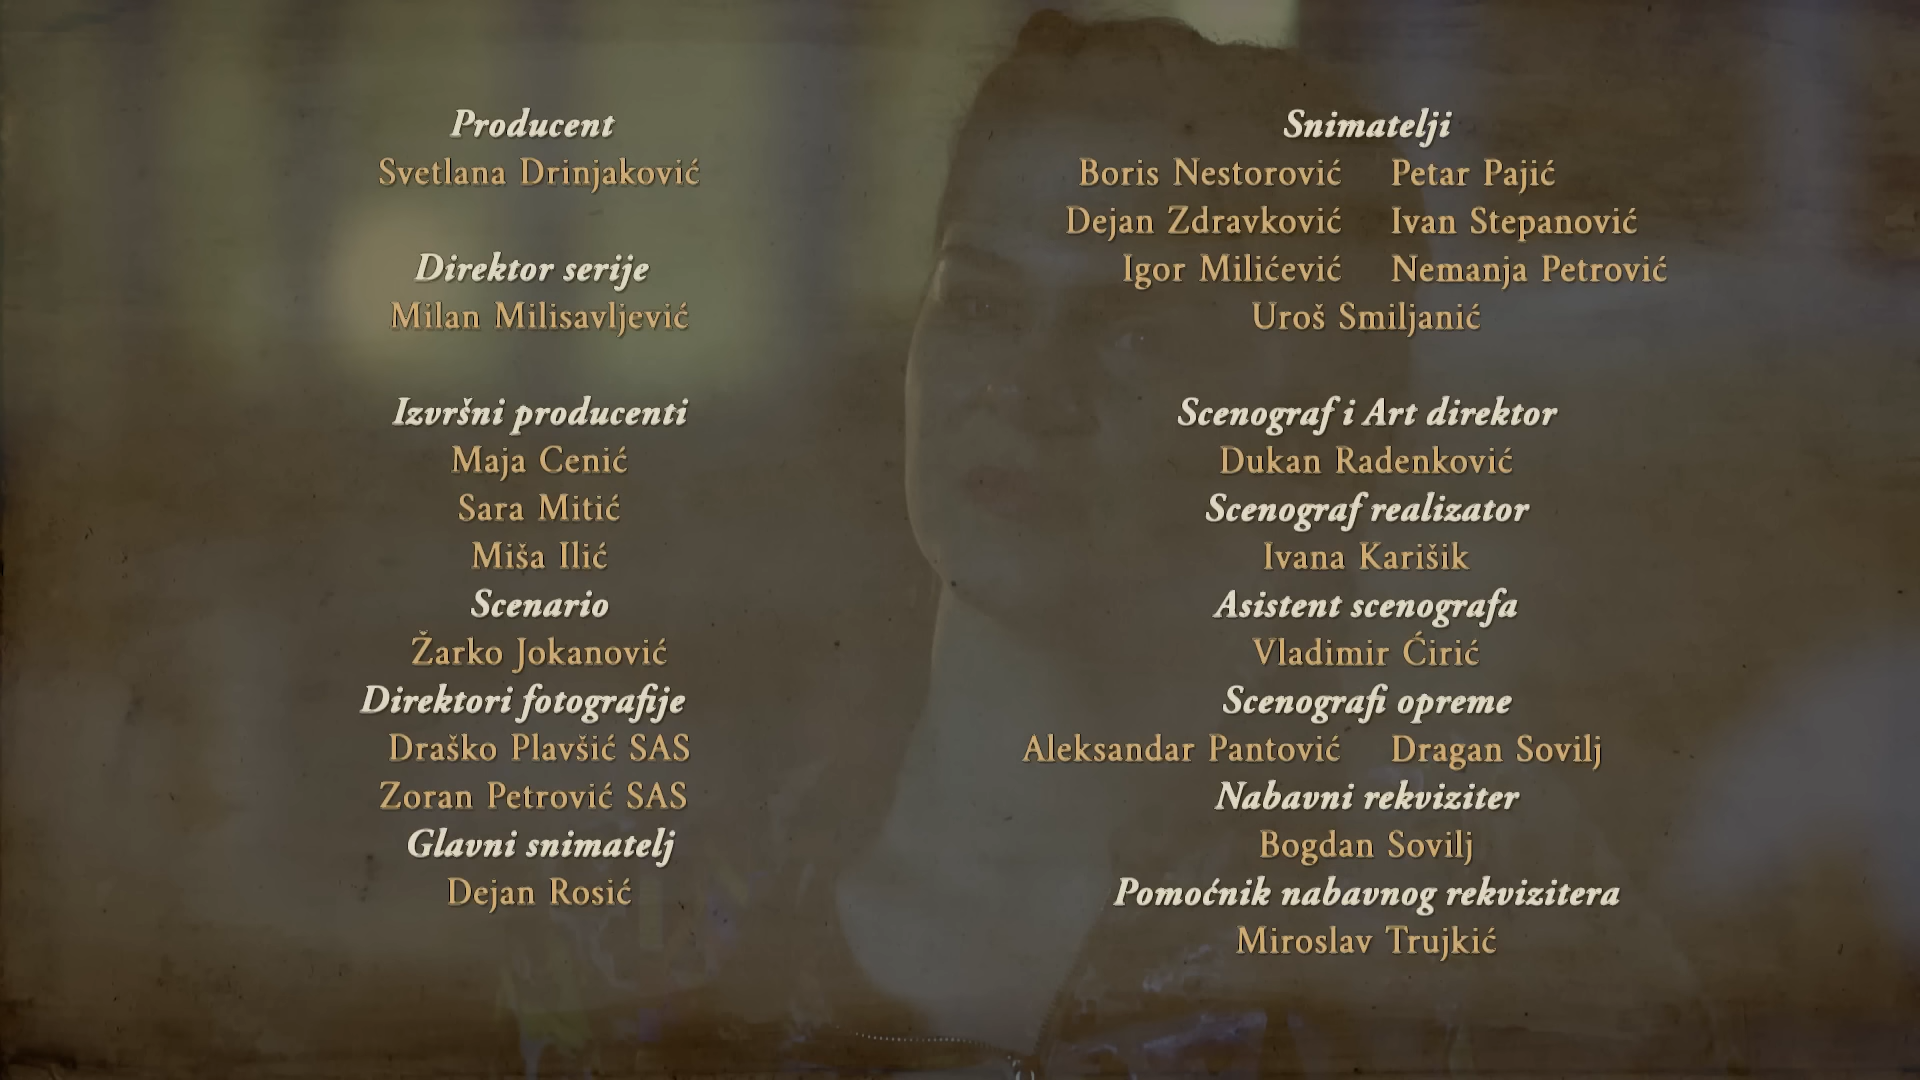 Producent
Svetlana Drinjaković
Direktor serije
Milan Milisavljević
Izvršni producenti
Maja Cenić
Sara Mitić
Miša Ilić
Scenario
Žarko Jokanović
Direktori fotografije
Draško Plavšić SAS
Zoran Petrović SAS
Glavni snimatelj
Dejan Rosić
Snimatelji
Boris Nestorović Petar Pajić
Dejan Zdravković Ivan Stepanović
Igor Milićević Nemanja Petrović
Uroš Smiljanić
Scenograf i Art direktor
Dukan Radenković
Scenograf realizator
Ivana Karišik
Asistent scenografa
Vladimir Ćirić
Scenografi opreme
Aleksandar Pantović Dragan Sovilj
Nabavni rekviziter
Bogdan Sovilj
Pomoćnik nabavnog rekvizitera
Miroslav Trujkić